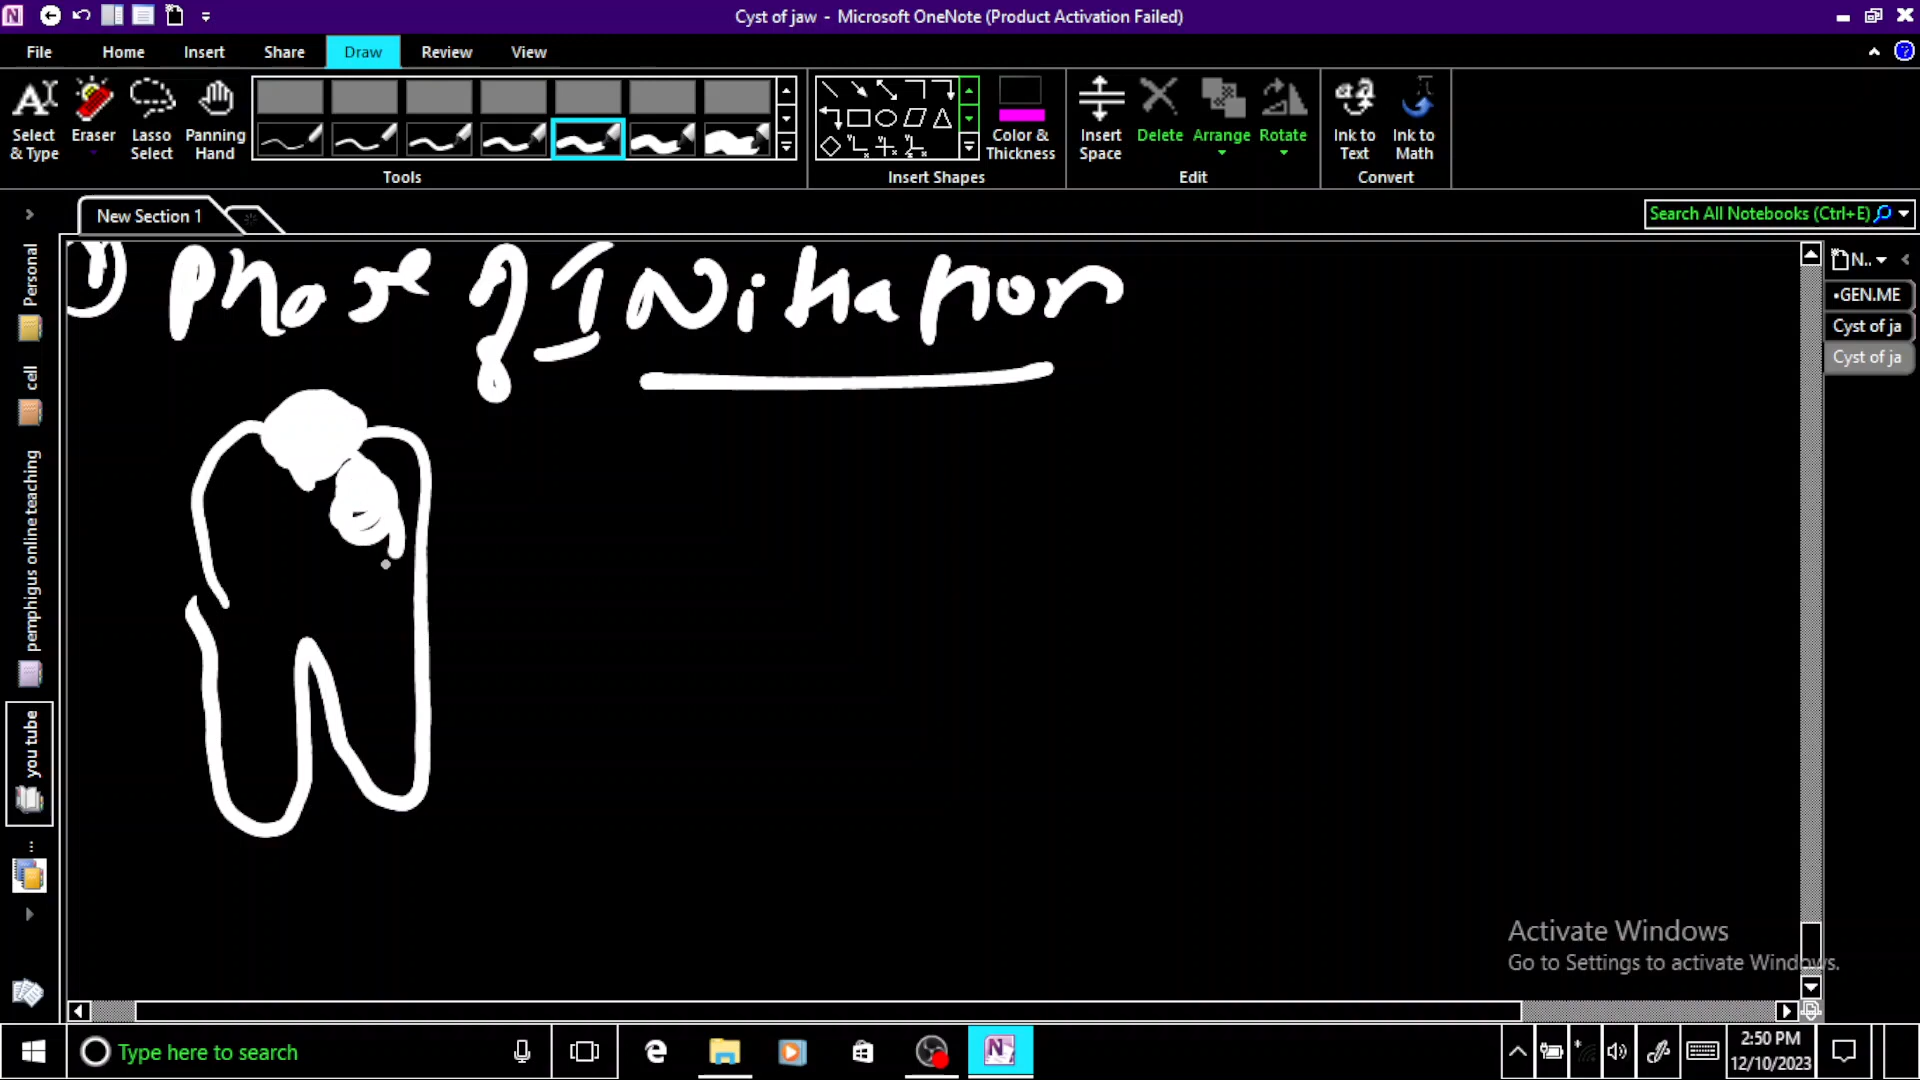 Cyst of jaw - Microsoft OneNote (Product Activation Failed)
File Home Insert Share Draw Review View
Select & Type
Eraser
Lasso Select
Panning Hand
Color & Thickness
Insert Space
Delete
Arrange
Rotate
Ink to Text
Ink to Math
Tools
Insert Shapes
Edit
Convert
New Section 1
Search All Notebooks (Ctrl+E)
Personal
cell
pemphigus online teaching
you tube
N..
•GEN.ME
Cyst of ja
Cyst of ja
1) Phase of INitiation
Activate Windows
Go to Settings to activate Windows.
Type here to search
2:50 PM
12/10/2023